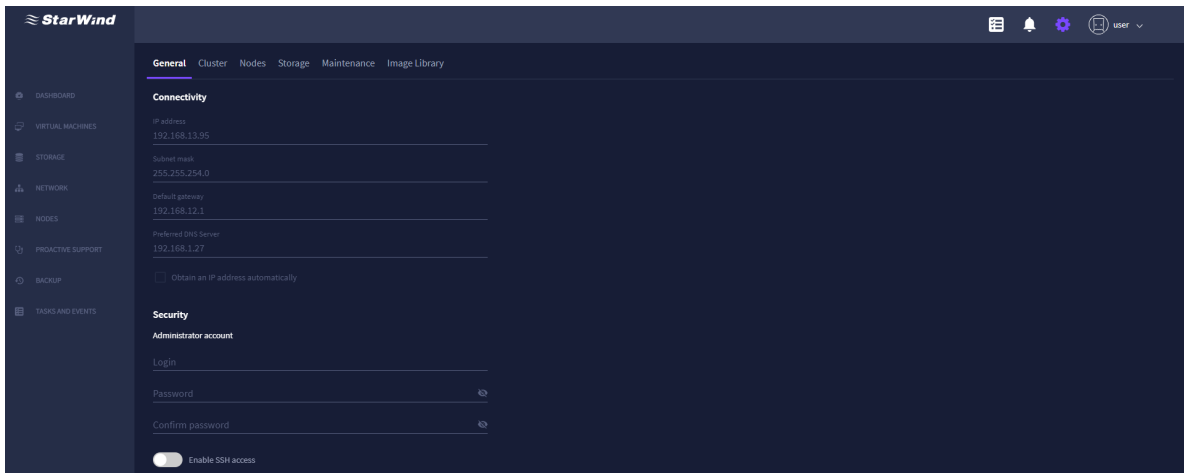 StarWind
user
General Cluster Nodes Storage Maintenance Image Library
DASHBOARD
VIRTUAL MACHINES
STORAGE
NETWORK
NODES
PROACTIVE SUPPORT
BACKUP
TASKS AND EVENTS
Connectivity
IP address
192.168.13.95
Subnet mask
255.255.254.0
Default gateway
192.168.12.1
Preferred DNS Server
192.168.1.27
Obtain an IP address automatically
Security
Administrator account
Login
Password
Confirm password
Enable SSH access